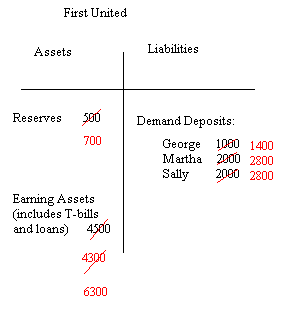 First United
Assets
Liabilities
Reserves 500
700
Demand Deposits:
George 1000 1400
Martha 2000 2800
Sally 2000 2800
Earning Assets
(includes T-bills
and loans) 4500
4300
6300